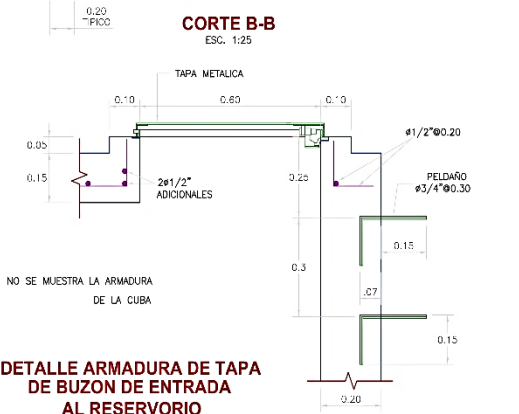 0.20
TIPICO
CORTE B-B
ESC. 1:25
TAPA METALICA
0.10
0.60
0.10
0.05
0.15
ø1/2"@0.20
2ø1/2"
ADICIONALES
0.25
PELDAÑO
ø3/4"@0.30
0.15
0.3
.07
NO SE MUESTRA LA ARMADURA
DE LA CUBA
0.15
DETALLE ARMADURA DE TAPA
DE BUZON DE ENTRADA
AL RESERVORIO
0.20